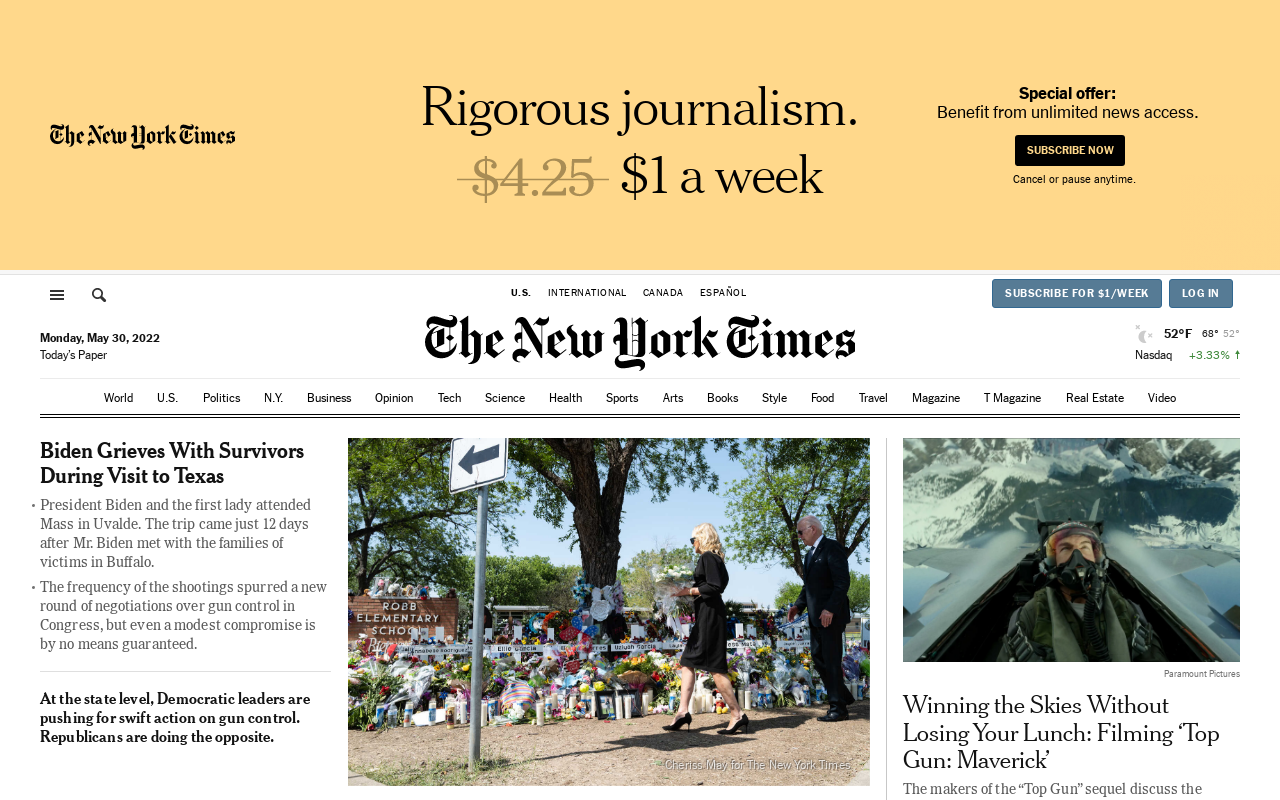 The New York Times
Rigorous journalism.
$4.25 $1 a week
Special offer:
Benefit from unlimited news access.
SUBSCRIBE NOW
Cancel or pause anytime.
U.S. INTERNATIONAL CANADA ESPAÑOL
SUBSCRIBE FOR $1/WEEK LOG IN
Monday, May 30, 2022
Today's Paper
The New York Times
52°F 68° 52°
Nasdaq +3.33% ↑
World U.S. Politics N.Y. Business Opinion Tech Science Health Sports Arts Books Style Food Travel Magazine T Magazine Real Estate Video
Biden Grieves With Survivors
During Visit to Texas
• President Biden and the first lady attended
Mass in Uvalde. The trip came just 12 days
after Mr. Biden met with the families of
victims in Buffalo.
• The frequency of the shootings spurred a new
round of negotiations over gun control in
Congress, but even a modest compromise is
by no means guaranteed.
At the state level, Democratic leaders are
pushing for swift action on gun control.
Republicans are doing the opposite.
ROBB
ELEMENTARY
SCHOOL
Cheriss May for The New York Times
Paramount Pictures
Winning the Skies Without
Losing Your Lunch: Filming ‘Top
Gun: Maverick’
The makers of the “Top Gun” sequel discuss the